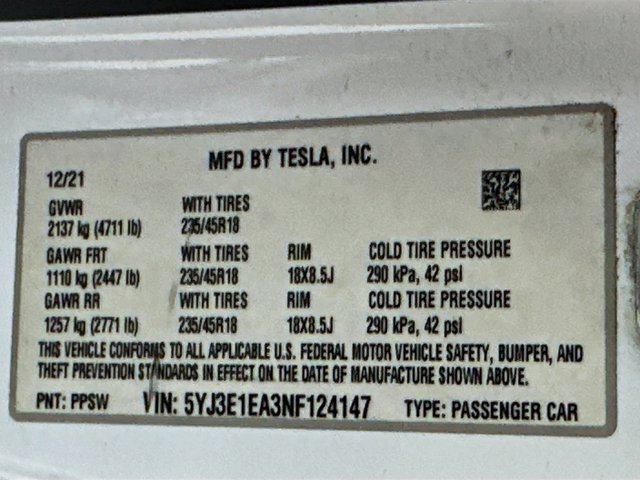 MFD BY TESLA, INC.
12/21
GVWR WITH TIRES
2137 kg (4711 lb) 235/45R18
GAWR FRT WITH TIRES RIM COLD TIRE PRESSURE
1110 kg (2447 lb) 235/45R18 18X8.5J 290 kPa, 42 psi
GAWR RR WITH TIRES RIM COLD TIRE PRESSURE
1257 kg (2771 lb) 235/45R18 18X8.5J 290 kPa, 42 psi
THIS VEHICLE CONFORMS TO ALL APPLICABLE U.S. FEDERAL MOTOR VEHICLE SAFETY, BUMPER, AND
THEFT PREVENTION STANDARDS IN EFFECT ON THE DATE OF MANUFACTURE SHOWN ABOVE.
PNT: PPSW VIN: 5YJ3E1EA3NF124147 TYPE: PASSENGER CAR